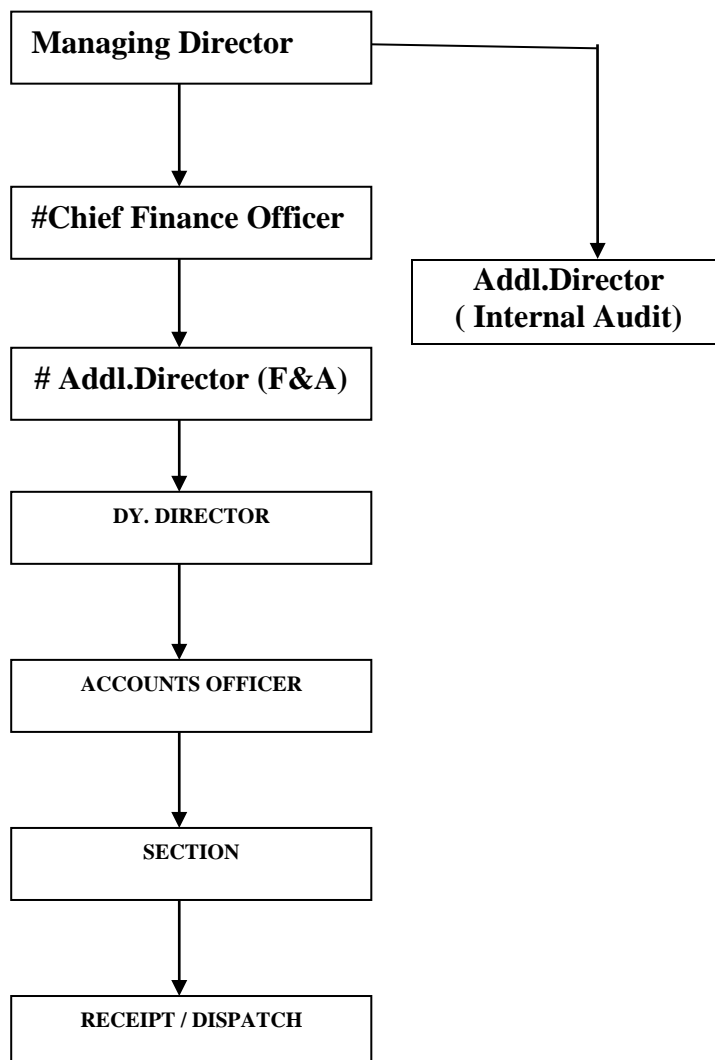 Managing Director
#Chief Finance Officer
Addl.Director
( Internal Audit)
# Addl.Director (F&A)
DY. DIRECTOR
ACCOUNTS OFFICER
SECTION
RECEIPT / DISPATCH